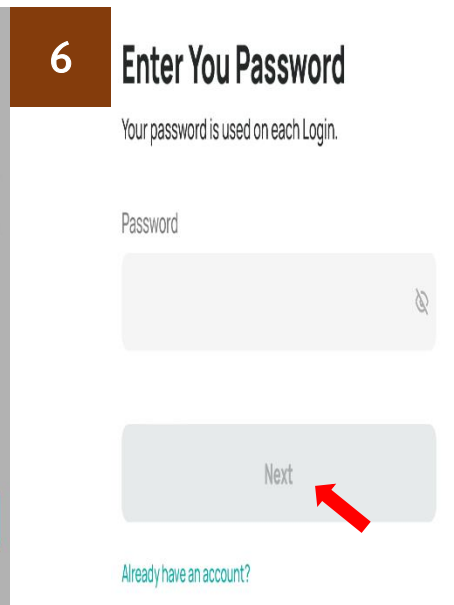 6
Enter You Password
Your password is used on each Login.
Password
Next
Already have an account?